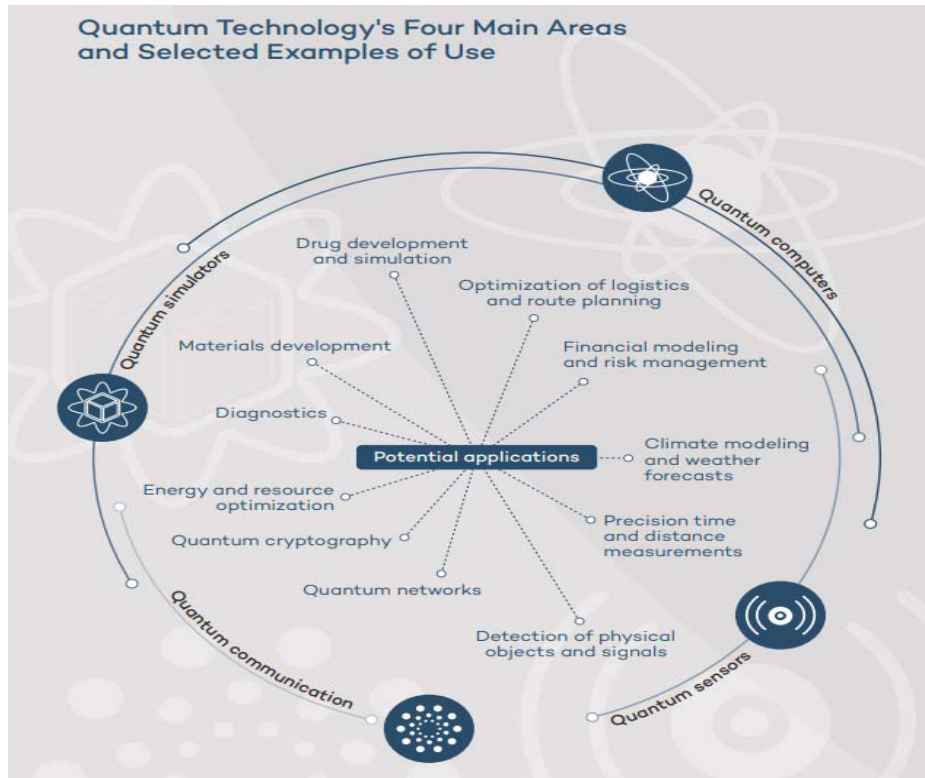 Quantum Technology's Four Main Areas
and Selected Examples of Use
Quantum computers
Quantum simulators
Drug development
and simulation
Optimization of logistics
and route planning
Materials development
Financial modeling
and risk management
Diagnostics
Potential applications
Climate modeling
and weather
forecasts
Energy and resource
optimization
Precision time
and distance
measurements
Quantum cryptography
Quantum networks
Detection of physical
objects and signals
Quantum communication
Quantum sensors